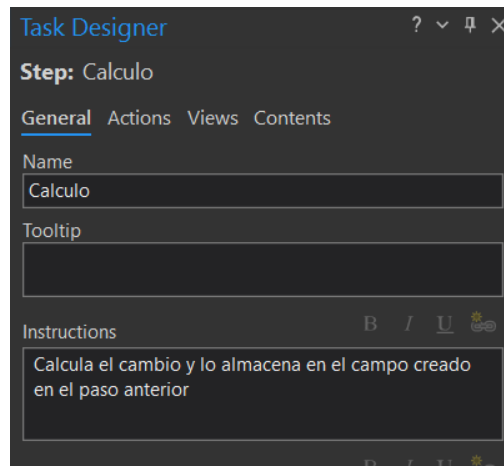 Task Designer
?
Step: Calculo
General Actions Views Contents
Name
Calculo
Tooltip
B I U
Instructions
Calcula el cambio y lo almacena en el campo creado
en el paso anterior
B I U